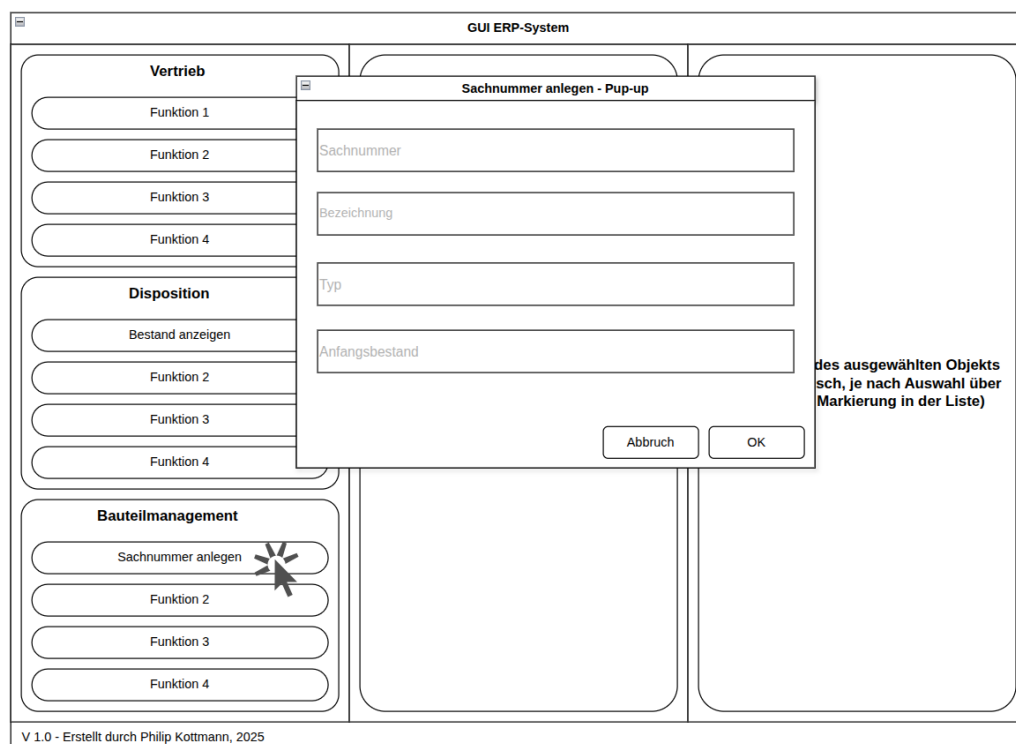 GUI ERP-System
Vertrieb
Funktion 1
Funktion 2
Funktion 3
Funktion 4
Disposition
Bestand anzeigen
Funktion 2
Funktion 3
Funktion 4
Bauteilmanagement
Sachnummer anlegen
Funktion 2
Funktion 3
Funktion 4
Sachnummer anlegen - Pup-up
Sachnummer
Bezeichnung
Typ
Anfangsbestand
Abbruch
OK
des ausgewählten Objekts
je nach Auswahl über
Markierung in der Liste)
V 1.0 - Erstellt durch Philip Kottmann, 2025